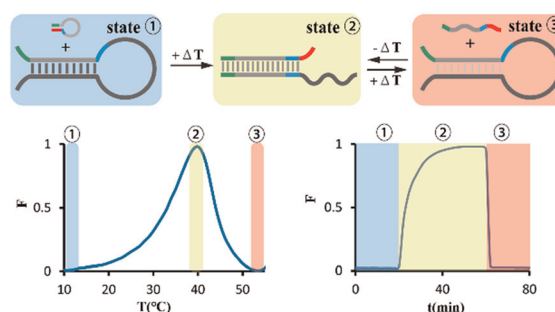 state ①
+
+ΔT
state ②
-ΔT
+ΔT
state ③
+
①
②
③
F
1
0.5
0
10
20
30
40
50
T(°C)
①
②
③
F
1
0.5
0
0
40
80
t(min)